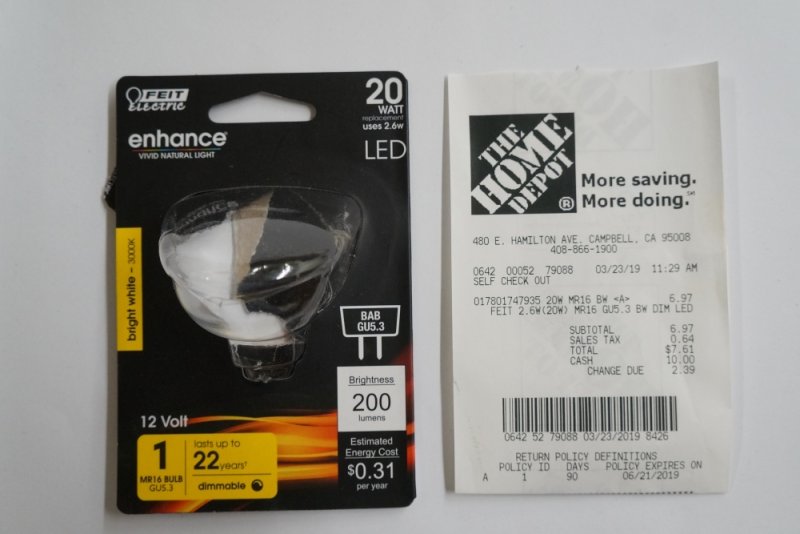 FEIT
electric
enhance®
VIVID NATURAL LIGHT
20
WATT
replacement
uses 2.6w
LED
bright white – 3000K
BAB
GU5.3
Brightness
200
lumens
Estimated
Energy Cost
$0.31
per year
12 Volt
1
MR16 BULB
GU5.3
lasts up to
22 years†
dimmable
THE
HOME
DEPOT
®
More saving.
More doing.℠
480 E. HAMILTON AVE. CAMPBELL, CA 95008
408-866-1900
0642 00052 79088 03/23/19 11:29 AM
SELF CHECK OUT
017801747935 20W MR16 BW <A> 6.97
FEIT 2.6W(20W) MR16 GU5.3 BW DIM LED
SUBTOTAL 6.97
SALES TAX 0.64
TOTAL $7.61
CASH 10.00
CHANGE DUE 2.39
0642 52 79088 03/23/2019 8426
RETURN POLICY DEFINITIONS
POLICY ID DAYS POLICY EXPIRES ON
A 1 90 06/21/2019